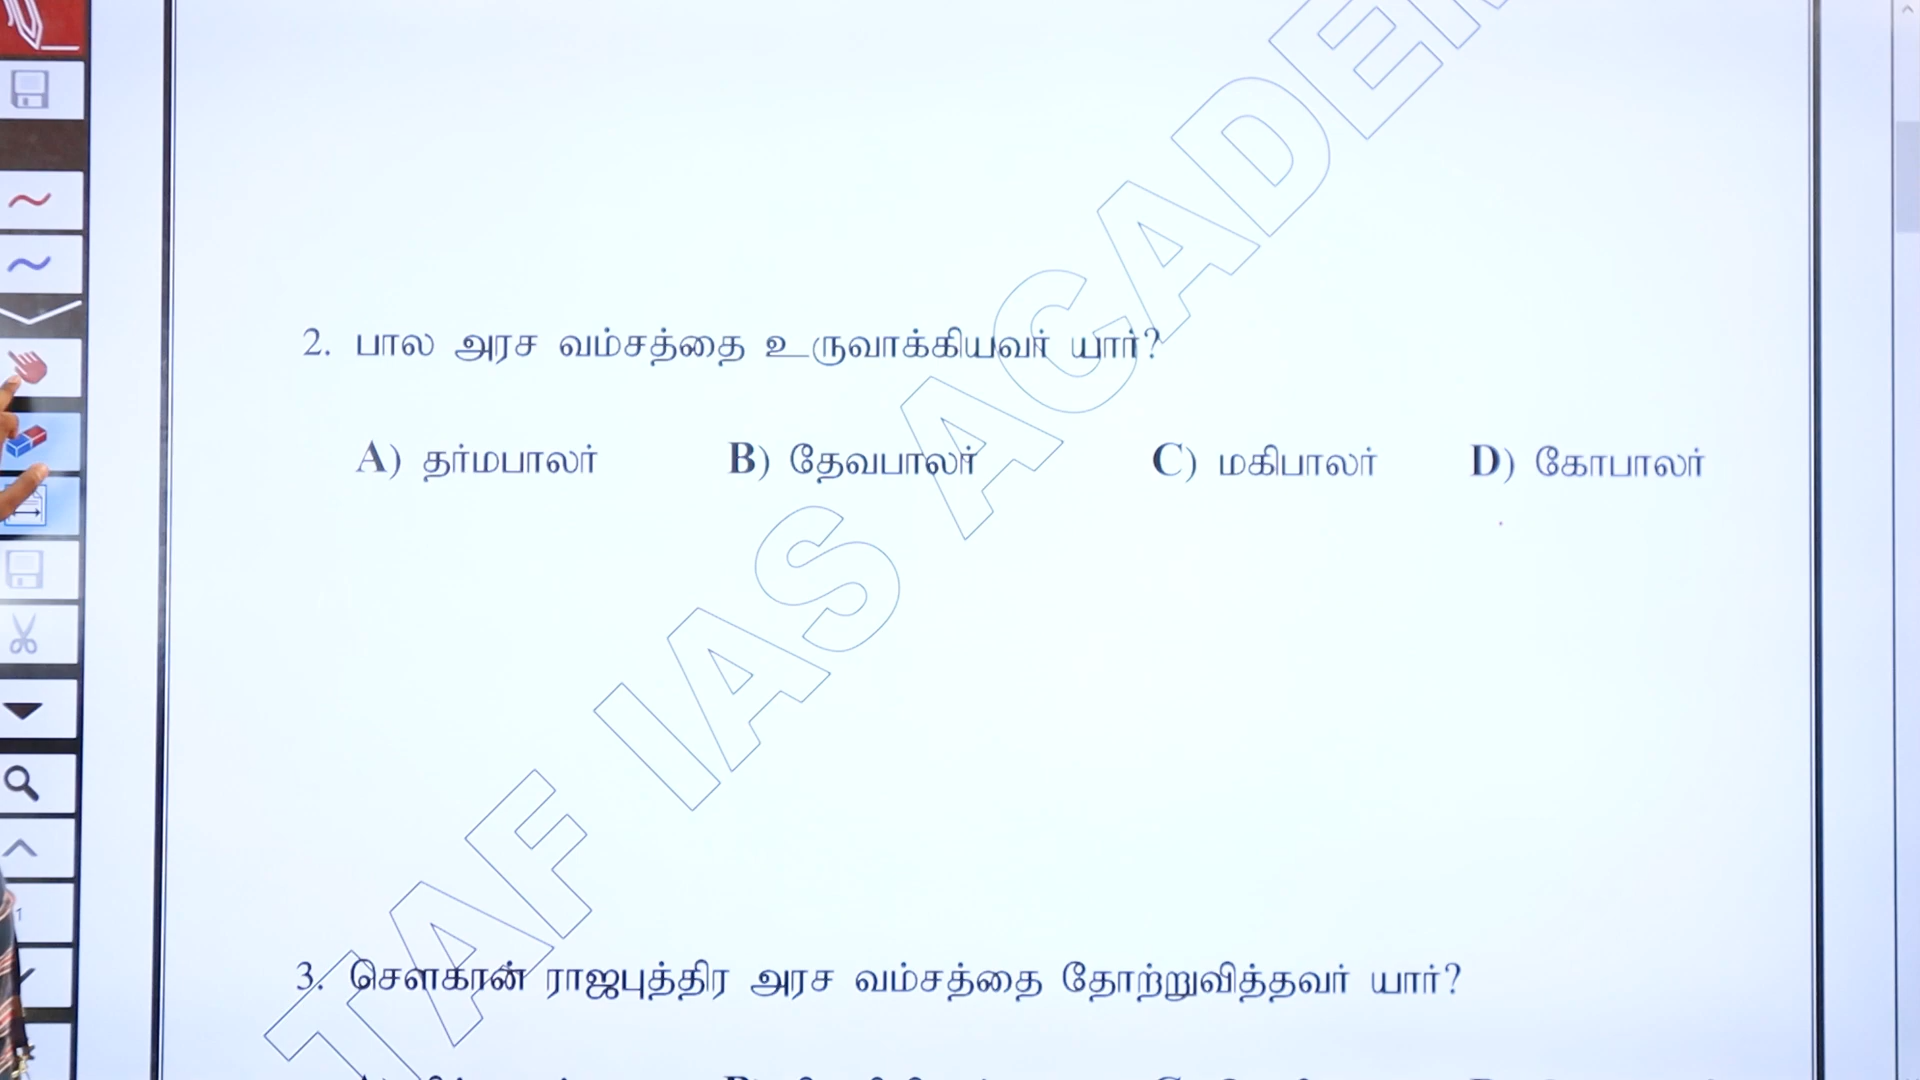 2. பால அரச வம்சத்தை உருவாக்கியவர் யார்?
A) தர்மபாலர் B) தேவபாலர் C) மகிபாலர் D) கோபாலர்
TAF IAS ACADEM
3. சௌகான் ராஜபுத்திர அரச வம்சத்தை தோற்றுவித்தவர் யார்?